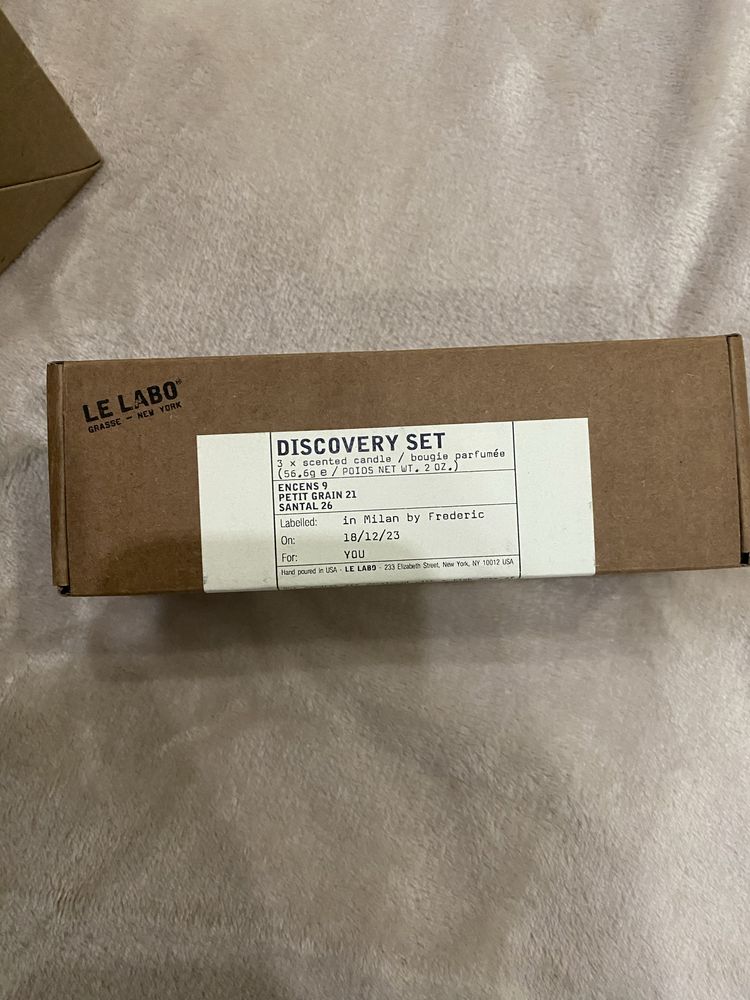 LE LABO
GRASSE - NEW YORK
DISCOVERY SET
3 x scented candle / bougie parfumée
(56.6g e / POIDS NET WT. 2 OZ.)
ENCENS 9
PETIT GRAIN 21
SANTAL 26
Labelled: in Milan by Frederic
On: 18/12/23
For: YOU
Hand poured in USA - LE LABO - 233 Elizabeth Street, New York, NY 10012 USA